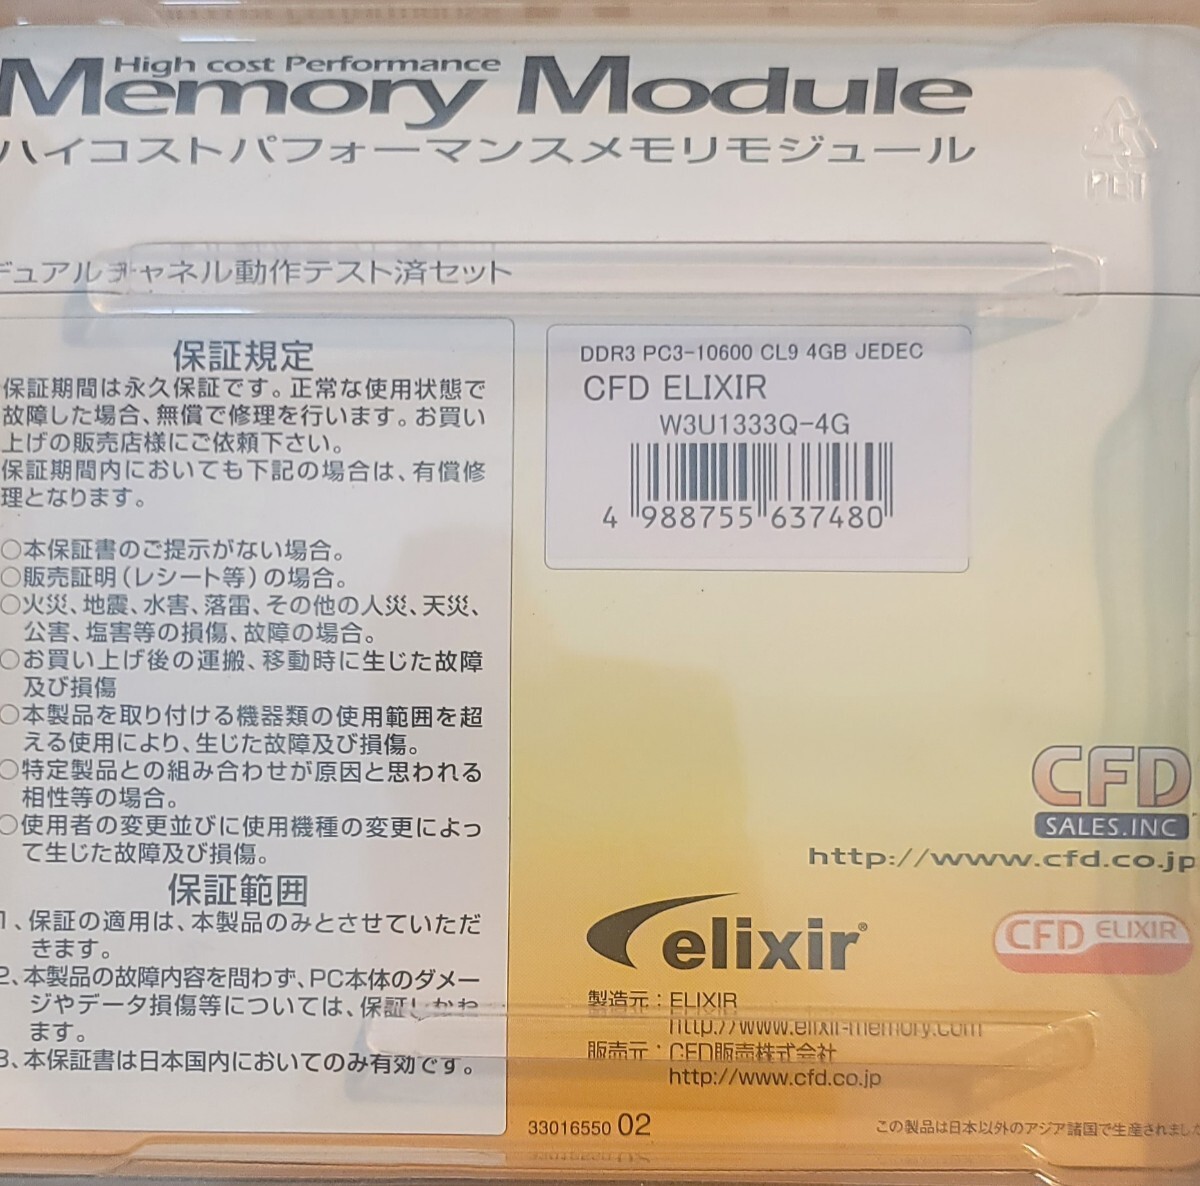 High cost Performance
Memory Module
ハイコストパフォーマンスメモリモジュール
PET
デュアルチャネル動作テスト済セット
保証規定
保証期間は永久保証です。正常な使用状態で
故障した場合、無償で修理を行います。お買い
上げの販売店様にご依頼下さい。
保証期間内においても下記の場合は、有償修
理となります。
○本保証書のご提示がない場合。
○販売証明(レシート等)の場合。
○火災、地震、水害、落雷、その他の人災、天災、
公害、塩害等の損傷、故障の場合。
○お買い上げ後の運搬、移動時に生じた故障
及び損傷
○本製品を取り付ける機器類の使用範囲を超
える使用により、生じた故障及び損傷。
○特定製品との組み合わせが原因と思われる
相性等の場合。
○使用者の変更並びに使用機種の変更によっ
て生じた故障及び損傷。
保証範囲
1、保証の適用は、本製品のみとさせていただ
きます。
2、本製品の故障内容を問わず、PC本体のダメー
ジやデータ損傷等については、保証しかね
ます。
3、本保証書は日本国内においてのみ有効です。
DDR3 PC3-10600 CL9 4GB JEDEC
CFD ELIXIR
W3U1333Q-4G
4 988755 637480
CFD
SALES.INC
http://www.cfd.co.jp
elixir®
CFD ELIXIR
製造元：ELIXIR
http://www.elixir-memory.com
販売元：CFD販売株式会社
http://www.cfd.co.jp
33016550 02
この製品は日本以外のアジア諸国で生産されました